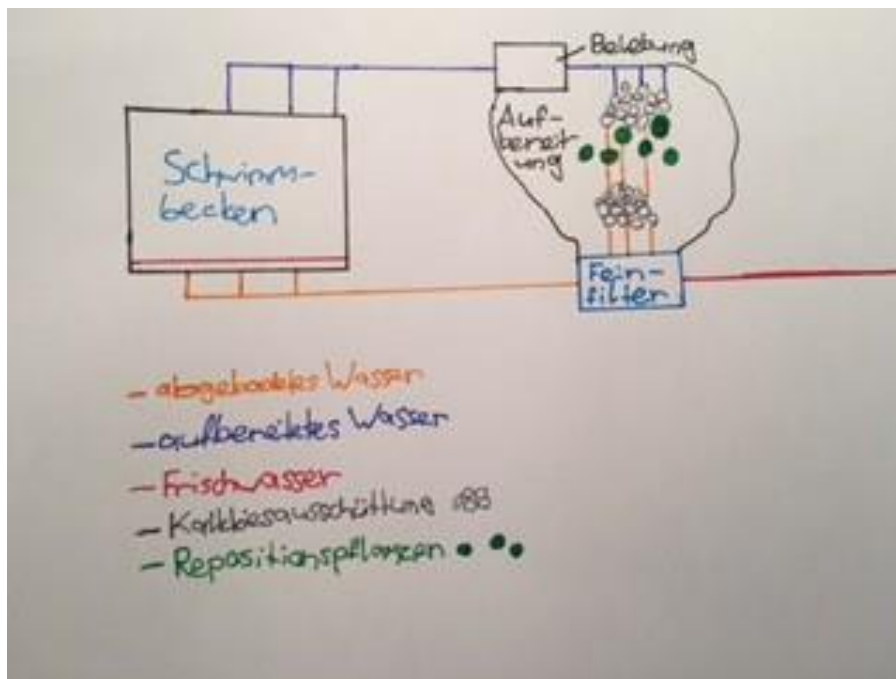 Belebung
Auf-
bereit
ung
Schwimm-
becken
Fein-
filter
- abgebadetes Wasser
- aufbereitetes Wasser
- Frischwasser
- Kalkkiesausschüttung
- Repositionspflanzen